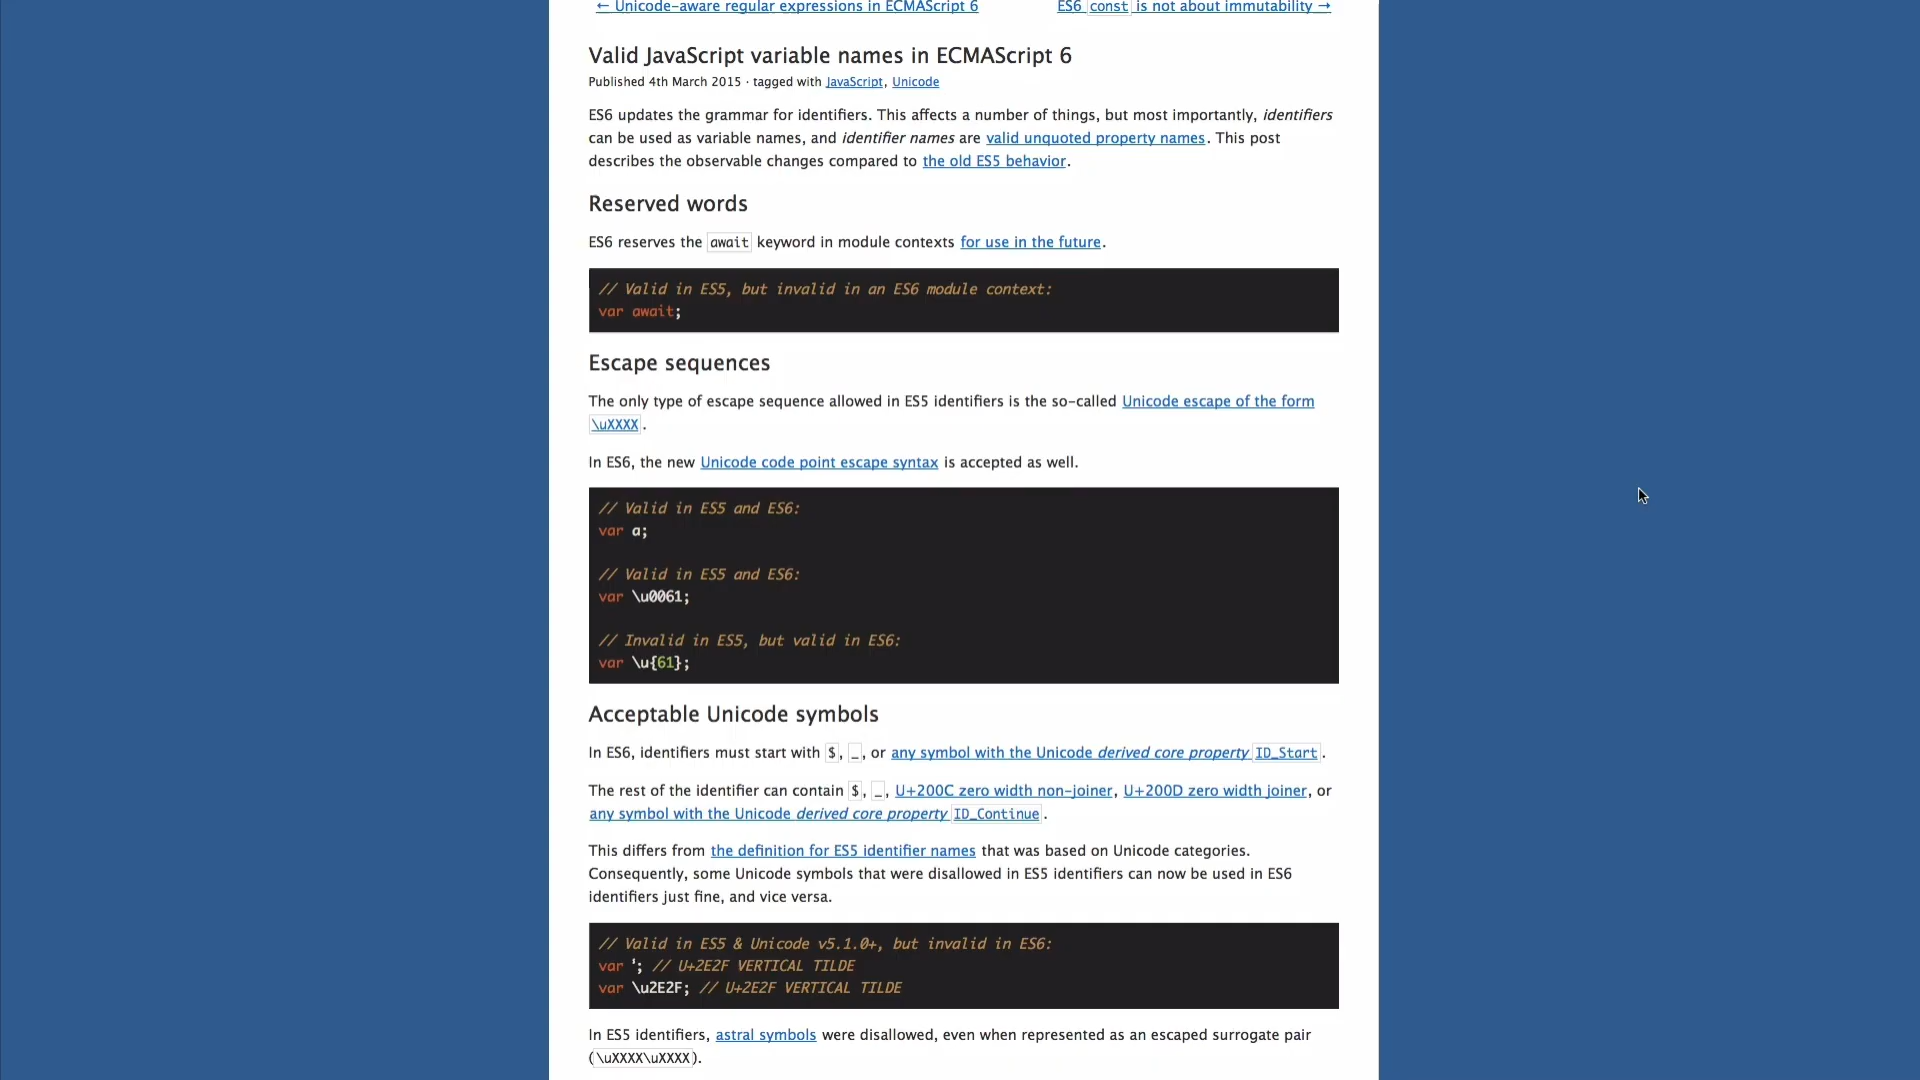 ← Unicode-aware regular expressions in ECMAScript 6
ES6 const is not about immutability →
Valid JavaScript variable names in ECMAScript 6
Published 4th March 2015 · tagged with JavaScript, Unicode
ES6 updates the grammar for identifiers. This affects a number of things, but most importantly, identifiers
can be used as variable names, and identifier names are valid unquoted property names. This post
describes the observable changes compared to the old ES5 behavior.
Reserved words
ES6 reserves the await keyword in module contexts for use in the future.
// Valid in ES5, but invalid in an ES6 module context:
var await;
Escape sequences
The only type of escape sequence allowed in ES5 identifiers is the so-called Unicode escape of the form
\uXXXX.
In ES6, the new Unicode code point escape syntax is accepted as well.
// Valid in ES5 and ES6:
var a;
// Valid in ES5 and ES6:
var \u0061;
// Invalid in ES5, but valid in ES6:
var \u{61};
Acceptable Unicode symbols
In ES6, identifiers must start with $, _, or any symbol with the Unicode derived core property ID_Start.
The rest of the identifier can contain $, _, U+200C zero width non-joiner, U+200D zero width joiner, or
any symbol with the Unicode derived core property ID_Continue.
This differs from the definition for ES5 identifier names that was based on Unicode categories.
Consequently, some Unicode symbols that were disallowed in ES5 identifiers can now be used in ES6
identifiers just fine, and vice versa.
// Valid in ES5 & Unicode v5.1.0+, but invalid in ES6:
var ⸯ; // U+2E2F VERTICAL TILDE
var \u2E2F; // U+2E2F VERTICAL TILDE
In ES5 identifiers, astral symbols were disallowed, even when represented as an escaped surrogate pair
(\uXXXX\uXXXX).